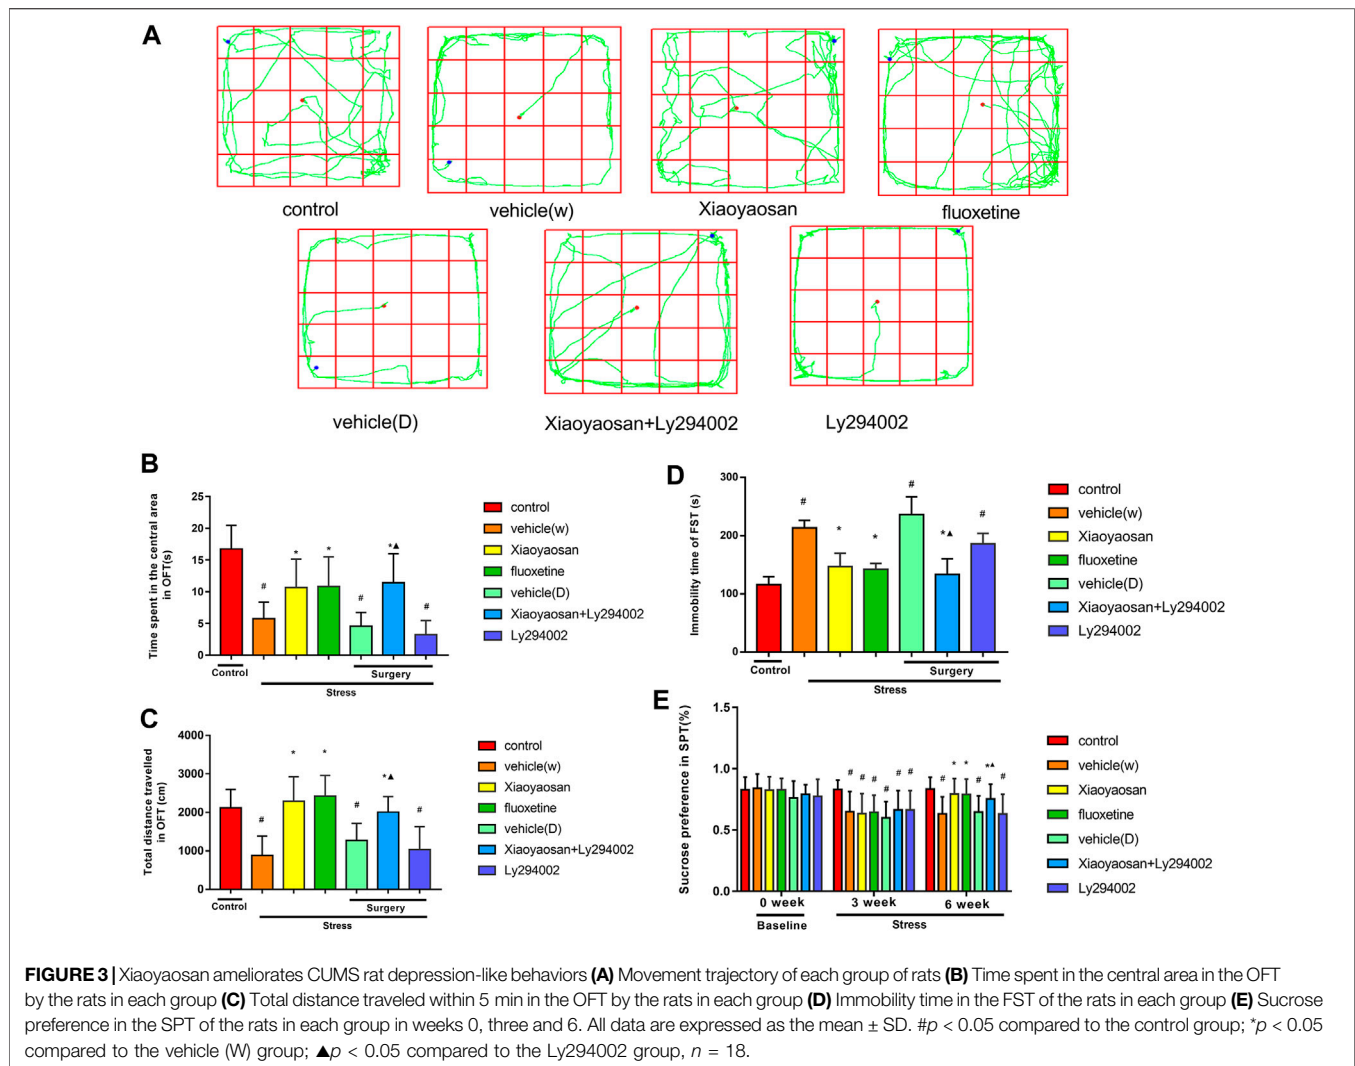 A
control
vehicle(w)
Xiaoyaosan
fluoxetine
vehicle(D)
Xiaoyaosan+Ly294002
Ly294002
B
Time spent in the central area
in OFT(s)
25
20
15
10
5
0
#
*
*
#
*▲
#
Control
Surgery
Stress
control
vehicle(w)
Xiaoyaosan
fluoxetine
vehicle(D)
Xiaoyaosan+Ly294002
Ly294002
C
Total distance travelled
in OFT (cm)
4000
3000
2000
1000
0
#
*
*
#
*▲
#
Control
Surgery
Stress
control
vehicle(w)
Xiaoyaosan
fluoxetine
vehicle(D)
Xiaoyaosan+Ly294002
Ly294002
D
Immobility time of FST (s)
300
200
100
0
#
*
*
#
*▲
#
Control
Surgery
Stress
control
vehicle(w)
Xiaoyaosan
fluoxetine
vehicle(D)
Xiaoyaosan+Ly294002
Ly294002
E
Sucrose preference in SPT(%)
1.5
1.0
0.5
0.0
# # # # # #
# * * # *▲ #
0 week
3 week
6 week
Baseline
Stress
control
vehicle(w)
Xiaoyaosan
fluoxetine
vehicle(D)
Xiaoyaosan+Ly294002
Ly294002
FIGURE 3 | Xiaoyaosan ameliorates CUMS rat depression-like behaviors (A) Movement trajectory of each group of rats (B) Time spent in the central area in the OFT
by the rats in each group (C) Total distance traveled within 5 min in the OFT by the rats in each group (D) Immobility time in the FST of the rats in each group (E) Sucrose
preference in the SPT of the rats in each group in weeks 0, three and 6. All data are expressed as the mean ± SD. #p < 0.05 compared to the control group; *p < 0.05
compared to the vehicle (W) group; ▲p < 0.05 compared to the Ly294002 group, n = 18.